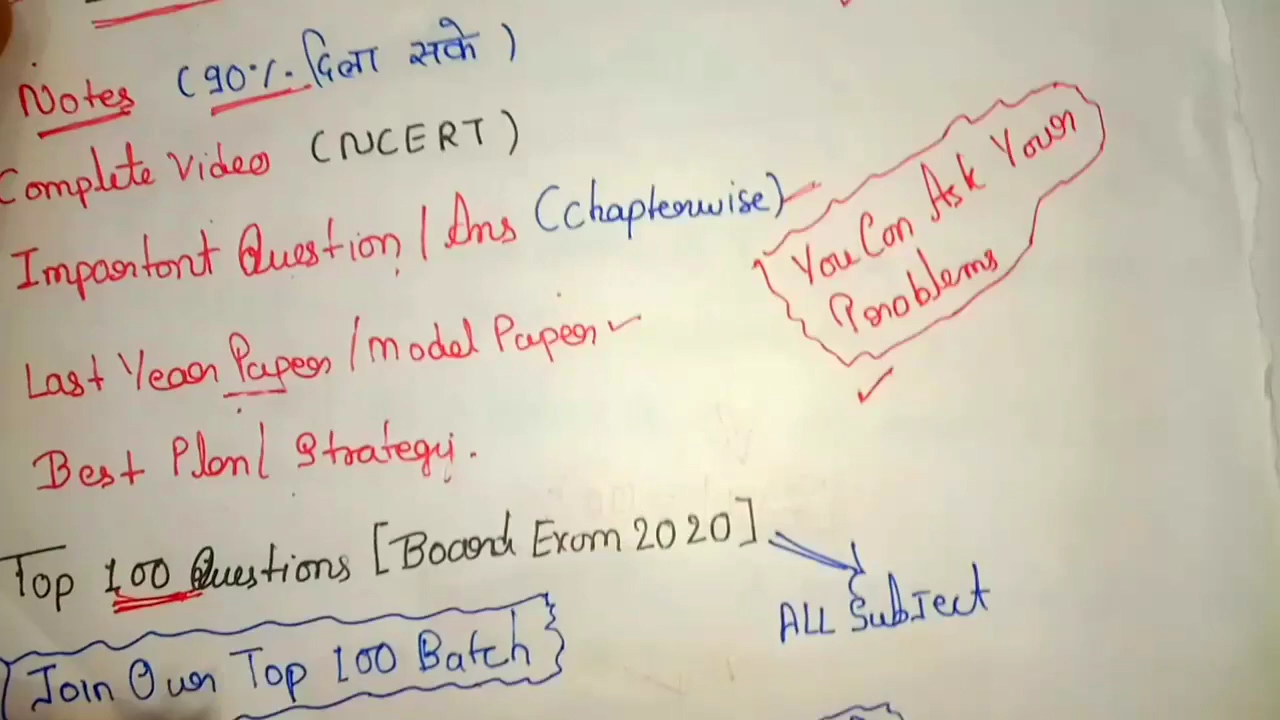 Notes (90% दिला सके)
Complete Video (NCERT)
Important Question / Ans (Chapterwise)
You Can Ask Your
Problems
Last Year Paper / Model Paper
Best Plan / Strategy.
Top 100 Questions [Board Exam 2020]
ALL Subject
Join Our Top 100 Batch